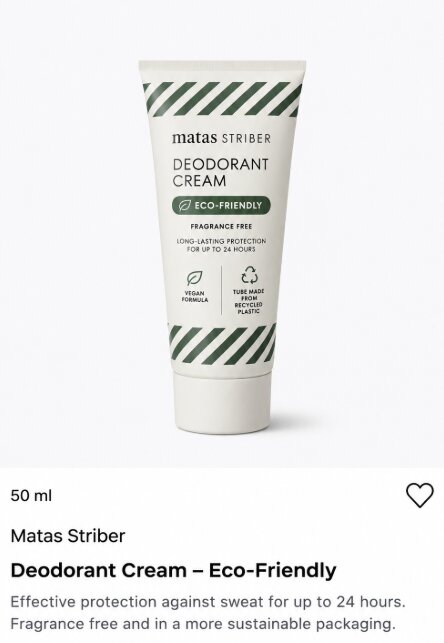 matas STRIBER
DEODORANT
CREAM
ECO-FRIENDLY
FRAGRANCE FREE
LONG-LASTING PROTECTION
FOR UP TO 24 HOURS
VEGAN
FORMULA
TUBE MADE
FROM
RECYCLED
PLASTIC
50 ml
Matas Striber
Deodorant Cream – Eco-Friendly
Effective protection against sweat for up to 24 hours.
Fragrance free and in a more sustainable packaging.